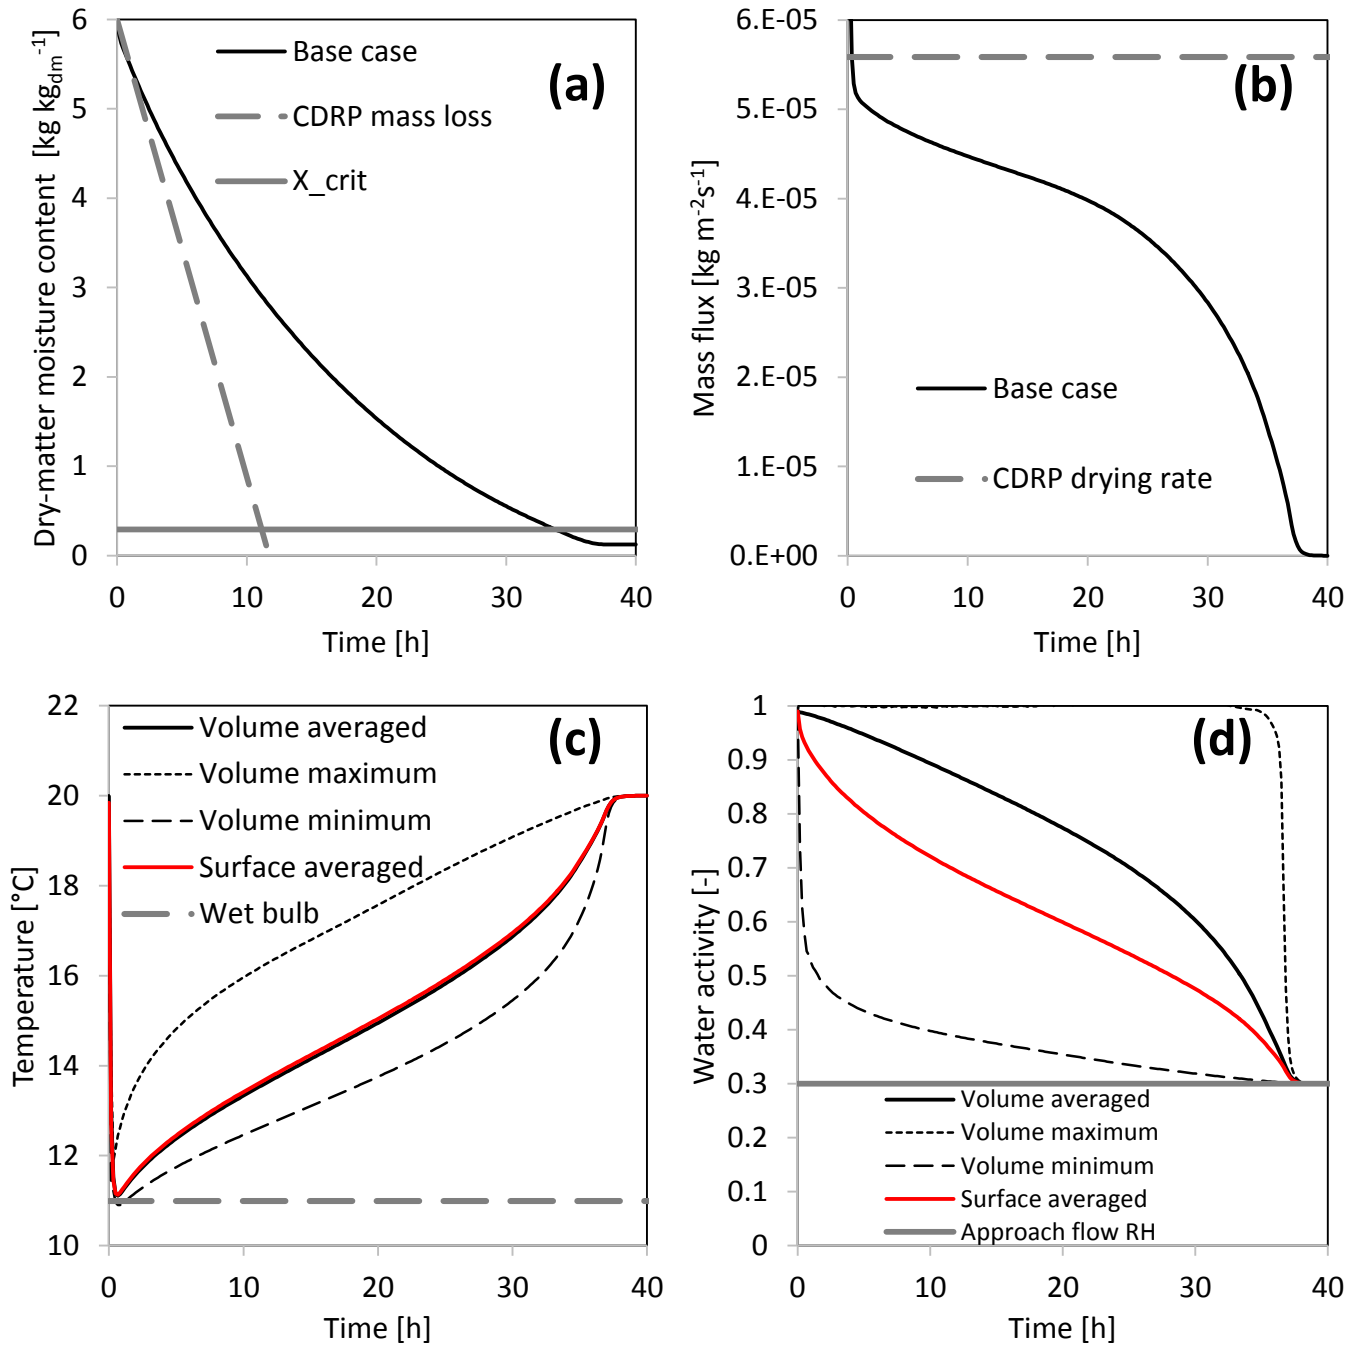 (a)
Dry-matter moisture content [kg kg_dm^-1]
6
5
4
3
2
1
0
Base case
CDRP mass loss
X_crit
0 10 20 30 40
Time [h]
(b)
Mass flux [kg m^-2s^-1]
6.E-05
5.E-05
4.E-05
3.E-05
2.E-05
1.E-05
0.E+00
Base case
CDRP drying rate
0 10 20 30 40
Time [h]
(c)
Temperature [°C]
22
20
18
16
14
12
10
Volume averaged
Volume maximum
Volume minimum
Surface averaged
Wet bulb
0 10 20 30 40
Time [h]
(d)
Water activity [-]
1
0.9
0.8
0.7
0.6
0.5
0.4
0.3
0.2
0.1
0
Volume averaged
Volume maximum
Volume minimum
Surface averaged
Approach flow RH
0 10 20 30 40
Time [h]